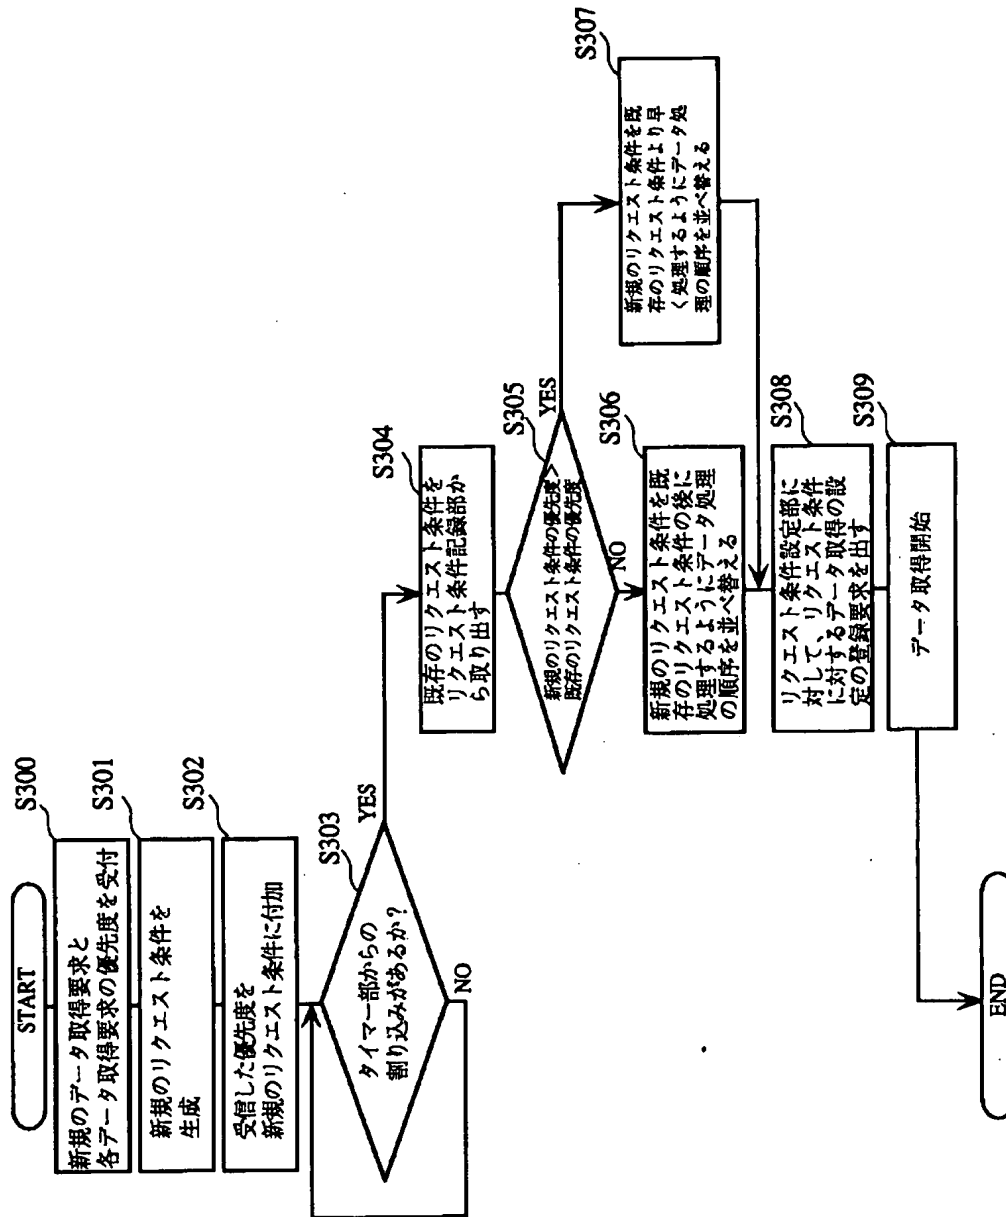 START
S300
新規のデータ取得要求と
各データ取得要求の優先度を受付
S301
新規のリクエスト条件を
生成
S302
受信した優先度を
新規のリクエスト条件に付加
S303
タイマー部からの
割り込みがあるか?
YES
NO
S304
既存のリクエスト条件を
リクエスト条件記録部か
ら取り出す
S305
新規のリクエスト条件の優先度>
既存のリクエスト条件の優先度
YES
NO
S306
新規のリクエスト条件を既
存のリクエスト条件の後に
処理するようにデータ処理
の順序を並べ替える
S307
新規のリクエスト条件を既
存のリクエスト条件より早
く処理するようにデータ処
理の順序を並べ替える
S308
リクエスト条件設定部に
対して、リクエスト条件
に対するデータ取得の設
定の登録要求を出す
S309
データ取得開始
END